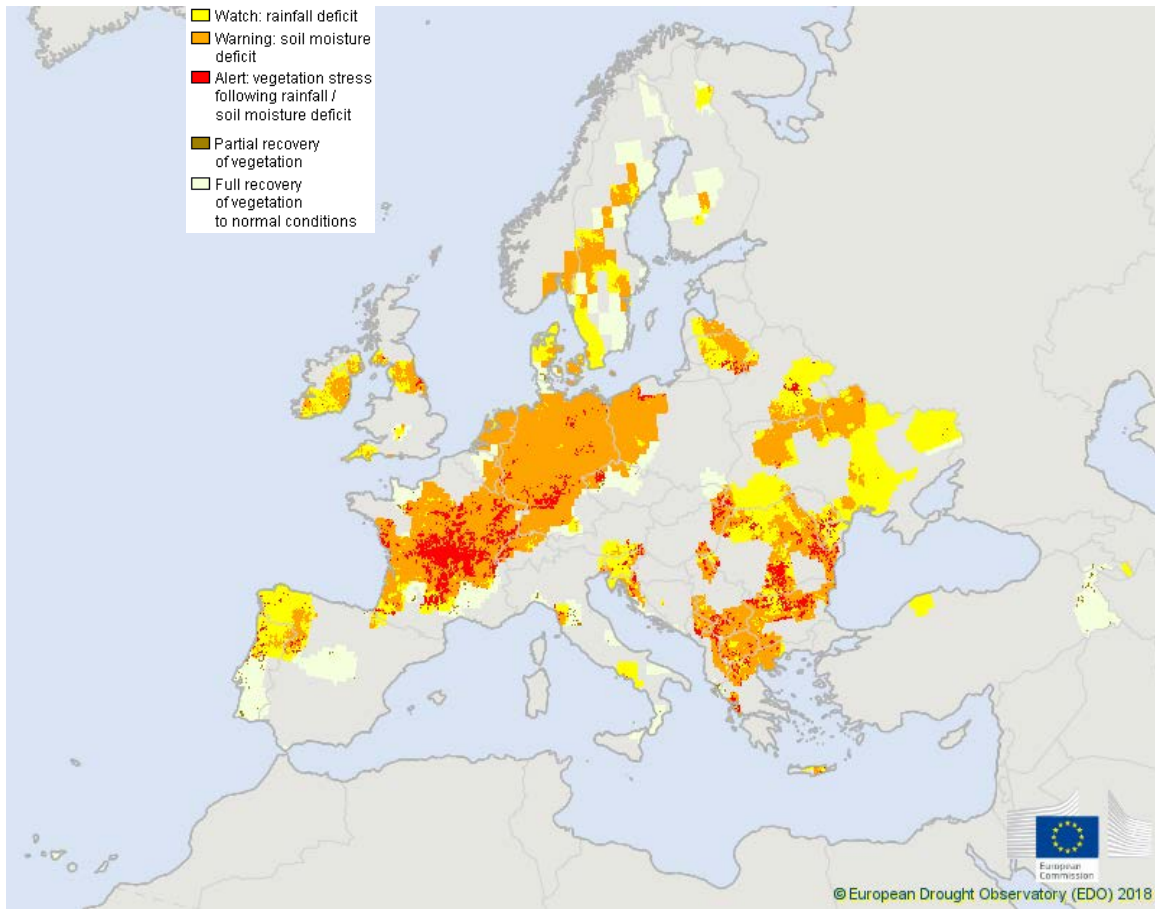 Watch: rainfall deficit
Warning: soil moisture
deficit
Alert: vegetation stress
following rainfall /
soil moisture deficit
Partial recovery
of vegetation
Full recovery
of vegetation
to normal conditions
European
Commission
© European Drought Observatory (EDO) 2018